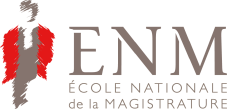 ENM
ÉCOLE NATIONALE
de la MAGISTRATURE